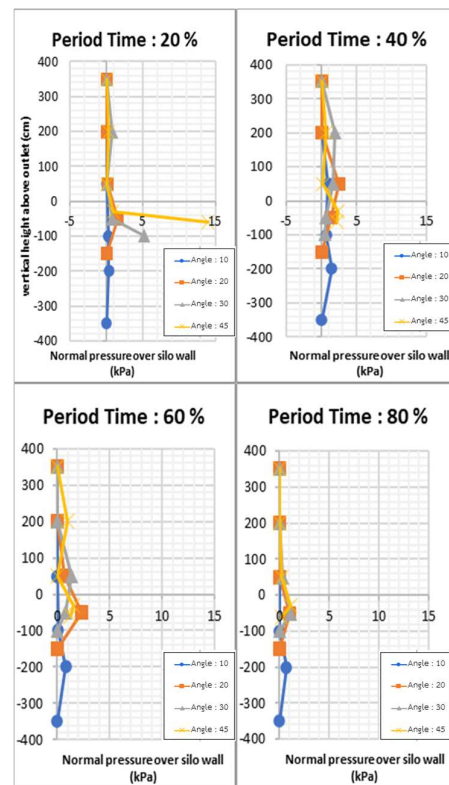 Period Time : 20 %
400
300
200
100
0
-100
-200
-300
-400
-5
5
15
vertical height above outlet (cm)
Angle : 10
Angle : 20
Angle : 30
Angle : 45
Normal pressure over silo wall
(kPa)
Period Time : 40 %
400
300
200
100
0
-100
-200
-300
-400
-5
5
15
Angle : 10
Angle : 20
Angle : 30
Angle : 45
Normal pressure over silo wall
(kPa)
Period Time : 60 %
400
300
200
100
0
-100
-200
-300
-400
0
5
10
15
Angle : 10
Angle : 20
Angle : 30
Angle : 45
Normal pressure over silo wall
(kPa)
Period Time : 80 %
400
300
200
100
0
-100
-200
-300
-400
0
5
10
15
Angle : 10
Angle : 20
Angle : 30
Angle : 45
Normal pressure over silo wall
(kPa)